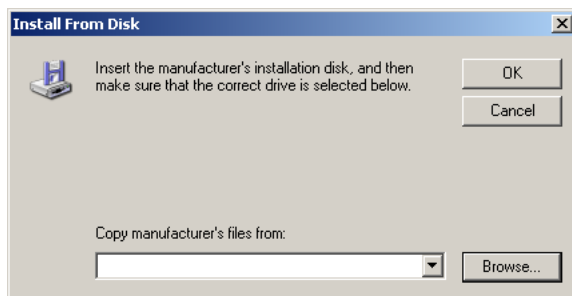 Install From Disk
Insert the manufacturer's installation disk, and then
make sure that the correct drive is selected below.
OK
Cancel
Copy manufacturer's files from:
Browse...